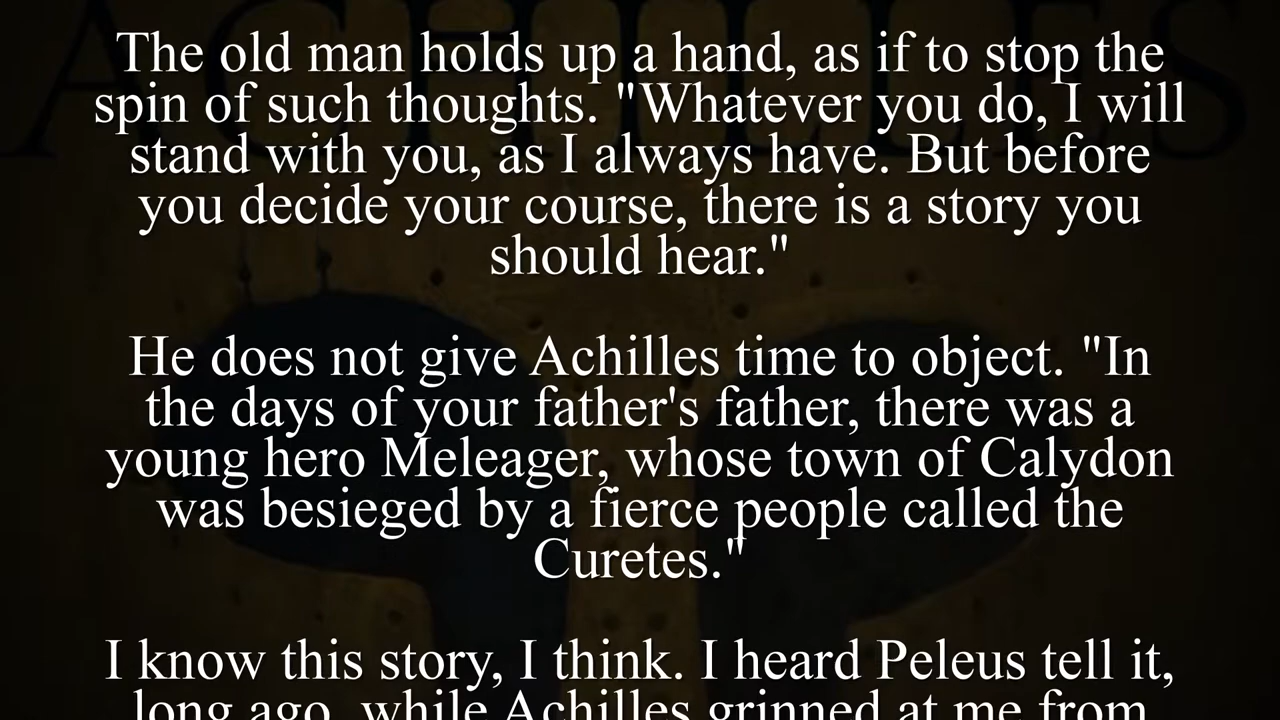 ACHILLES
The old man holds up a hand, as if to stop the
spin of such thoughts. "Whatever you do, I will
stand with you, as I always have. But before
you decide your course, there is a story you
should hear."
He does not give Achilles time to object. "In
the days of your father's father, there was a
young hero Meleager, whose town of Calydon
was besieged by a fierce people called the
Curetes."
I know this story, I think. I heard Peleus tell it,
long ago, while Achilles grinned at me from